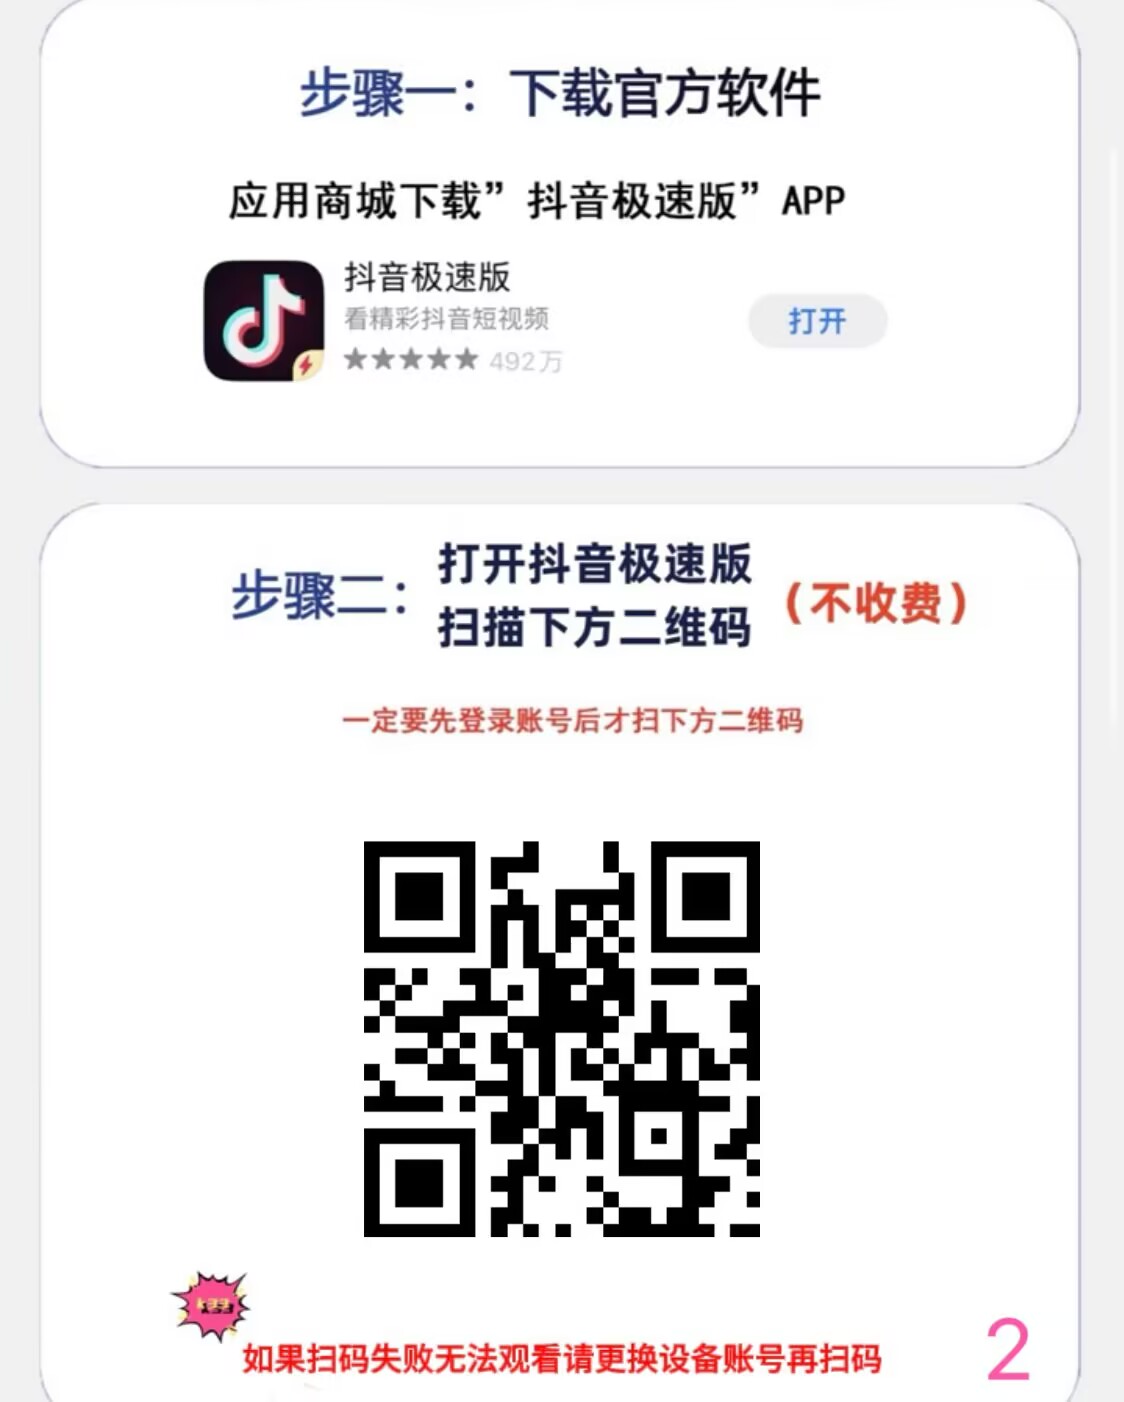 步骤一：下载官方软件
应用商城下载”抖音极速版”APP
抖音极速版
看精彩抖音短视频
打开
★★★★★ 492万
步骤二：
打开抖音极速版
扫描下方二维码
（不收费）
一定要先登录账号后才扫下方二维码
如果扫码失败无法观看请更换设备账号再扫码
2